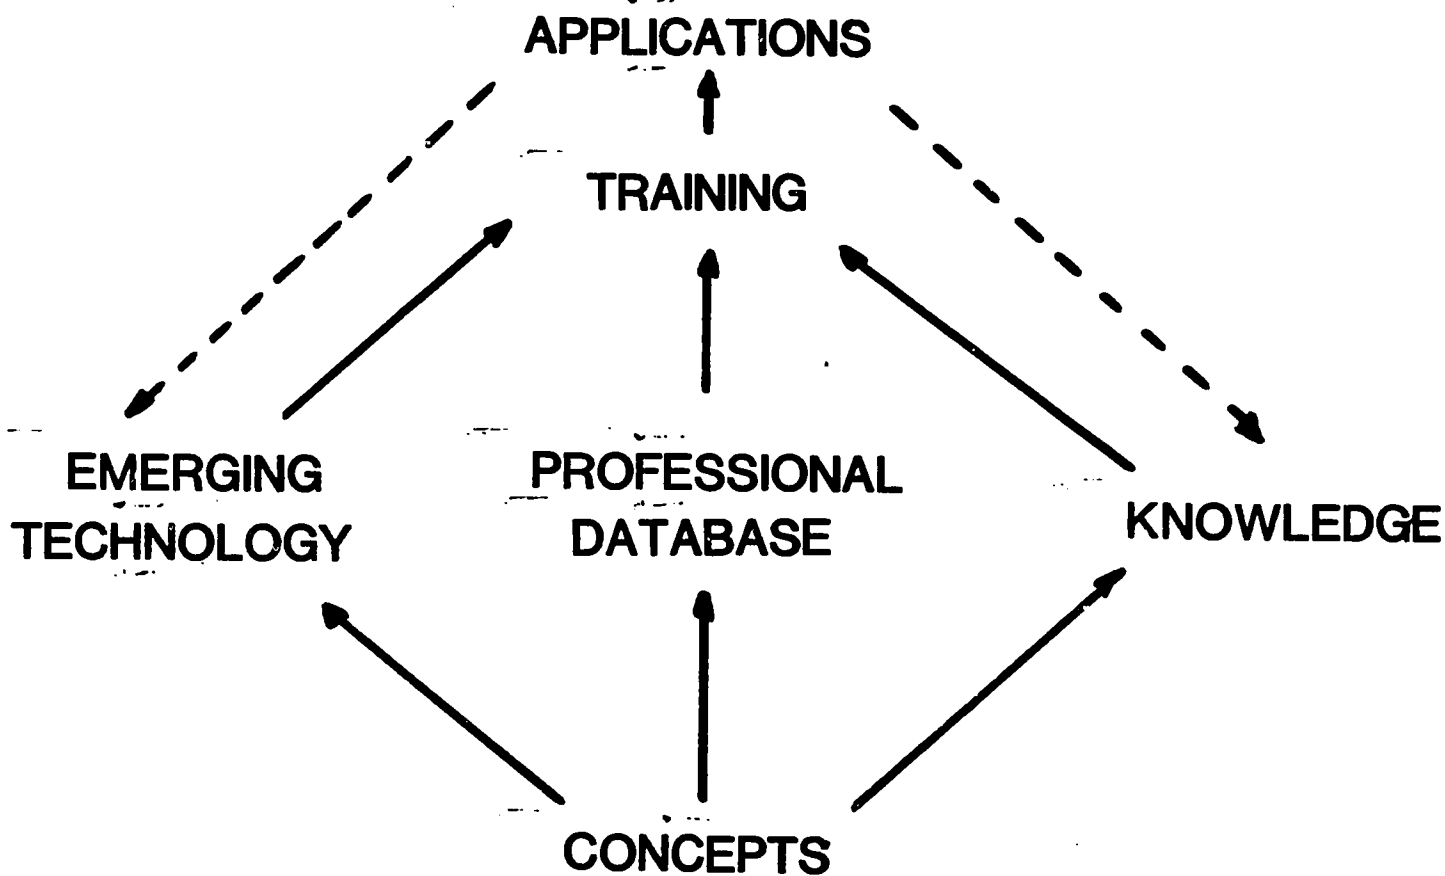 APPLICATIONS
TRAINING
EMERGING
TECHNOLOGY
PROFESSIONAL
DATABASE
KNOWLEDGE
CONCEPTS